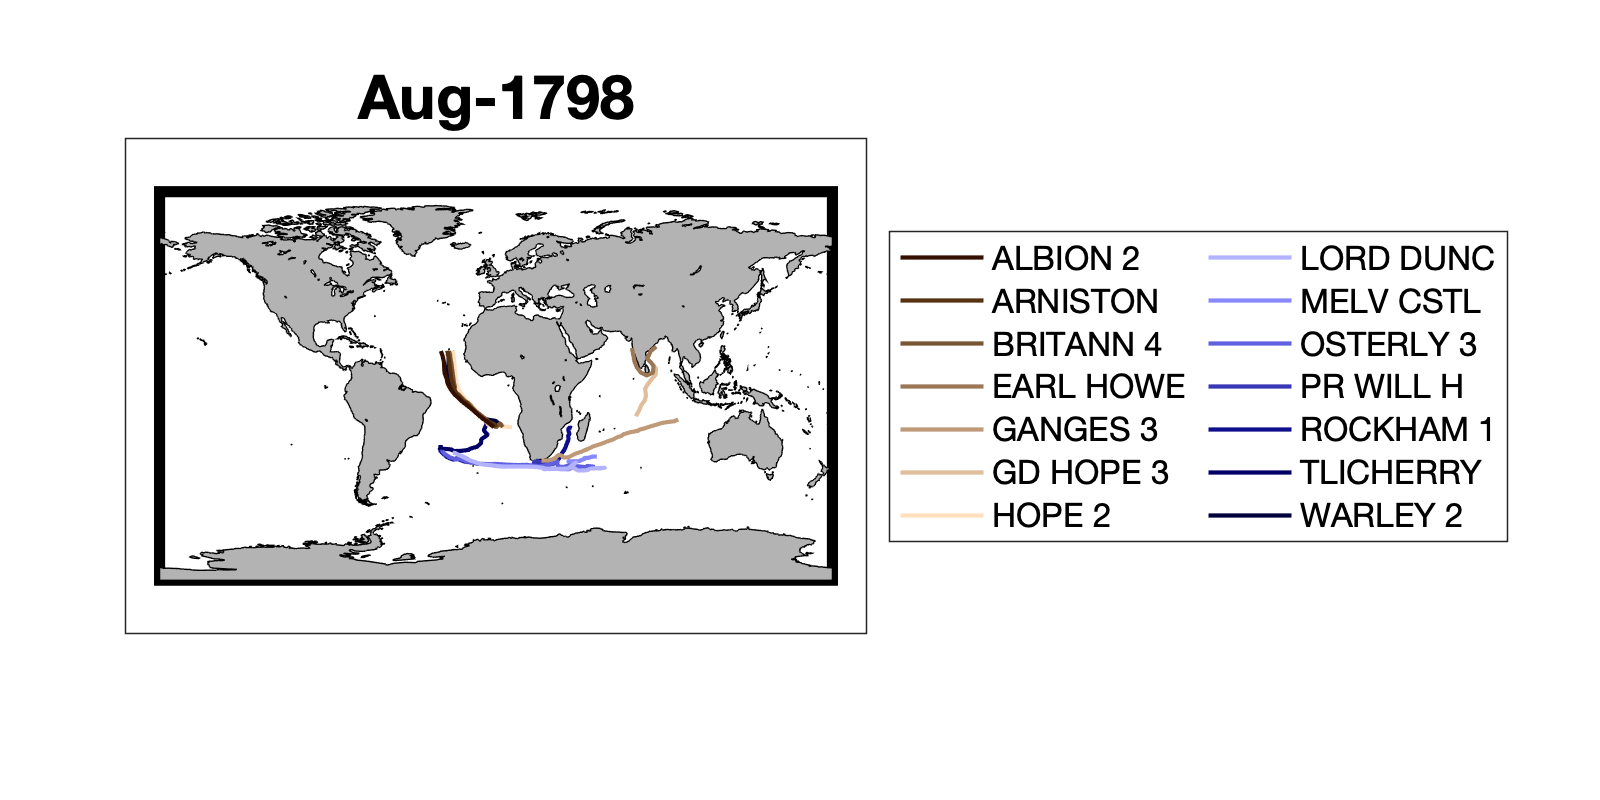 Aug-1798
ALBION 2
ARNISTON
BRITANN 4
EARL HOWE
GANGES 3
GD HOPE 3
HOPE 2
LORD DUNC
MELV CSTL
OSTERLY 3
PR WILL H
ROCKHAM 1
TLICHERRY
WARLEY 2